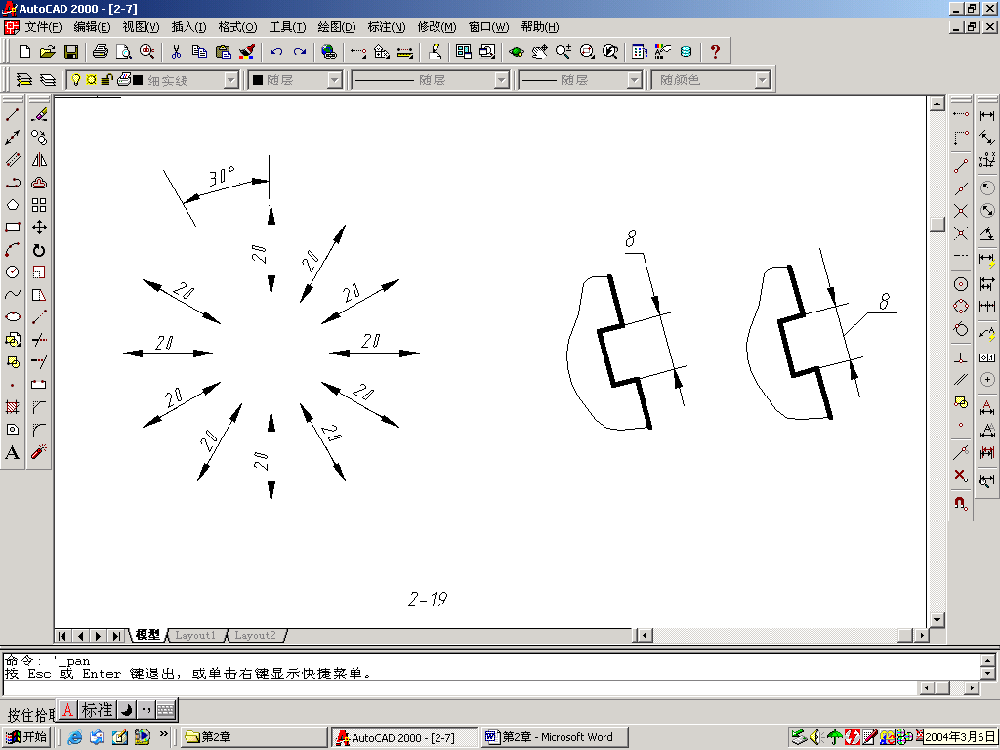 AutoCAD 2000 - [2-7]
文件(F) 编辑(E) 视图(V) 插入(I) 格式(O) 工具(T) 绘图(D) 标注(N) 修改(M) 窗口(W) 帮助(H)
细实线 随层 随层 随层 随颜色
30°
20
20
20
20
20
20
20
20
20
20
20
20
8
8
2-19
模型 Layout1 Layout2
命令: '_pan
按 Esc 或 Enter 键退出, 或单击右键显示快捷菜单。
按住拾取 标准
开始 第2章 AutoCAD 2000 - [2-7] 第2章 - Microsoft Word 2004年3月6日